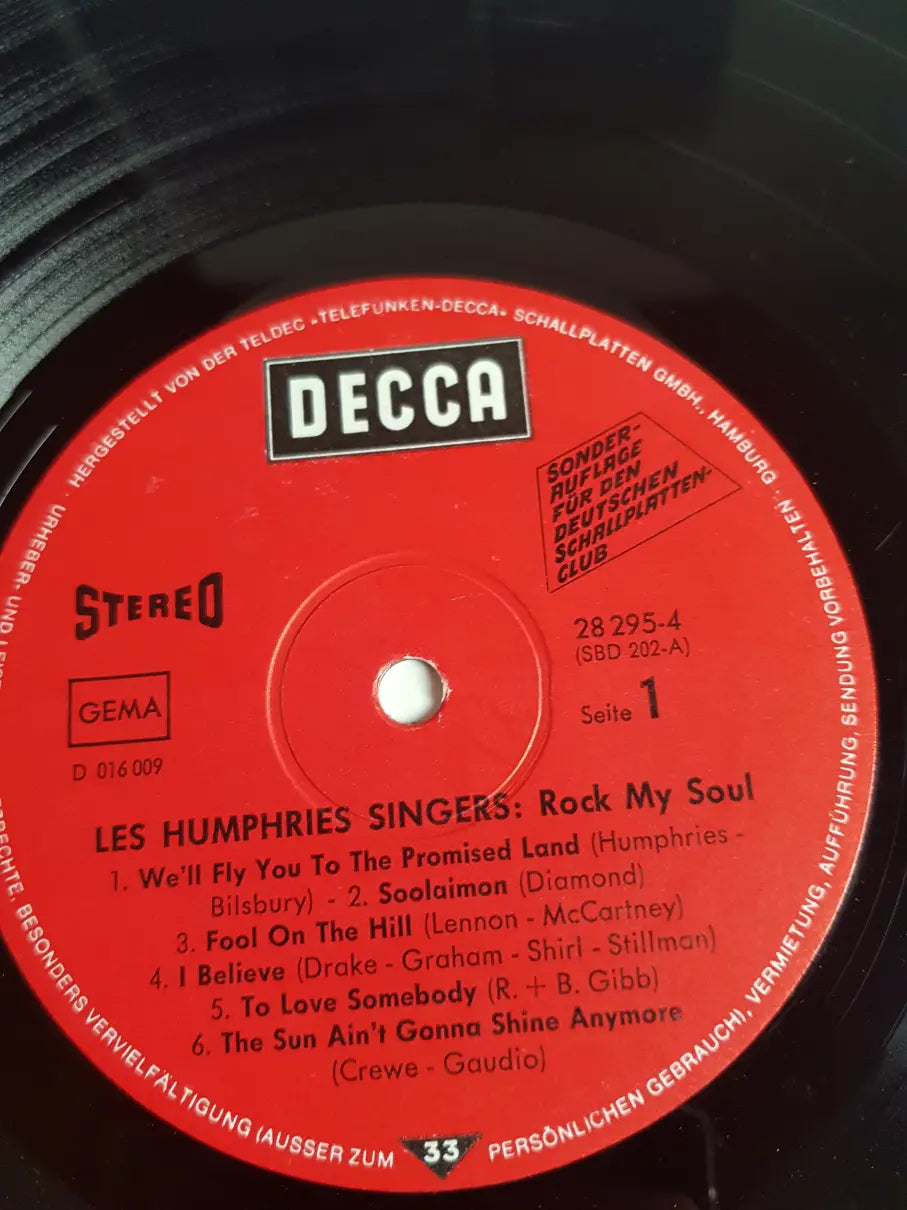 HERGESTELLT VON DER TELDEC »TELEFUNKEN-DECCA« SCHALLPLATTEN GMBH., HAMBURG ·
DECCA
SONDER-
AUFLAGE
FÜR DEN
DEUTSCHEN
SCHALLPLATTEN-
CLUB
STEREO
GEMA
D 016 009
28 295-4
(SBD 202-A)
Seite 1
LES HUMPHRIES SINGERS: Rock My Soul
1. We'll Fly You To The Promised Land (Humphries -
Bilsbury) - 2. Soolaimon (Diamond)
3. Fool On The Hill (Lennon - McCartney)
4. I Believe (Drake - Graham - Shirl - Stillman)
5. To Love Somebody (R. + B. Gibb)
6. The Sun Ain't Gonna Shine Anymore
(Crewe - Gaudio)
33
URHEBER- UND
BESONDERS VERVIELFÄLTIGUNG (AUSSER ZUM PERSÖNLICHEN GEBRAUCH), VERMIETUNG, AUFFÜHRUNG, SENDUNG VORBEHALTEN ·